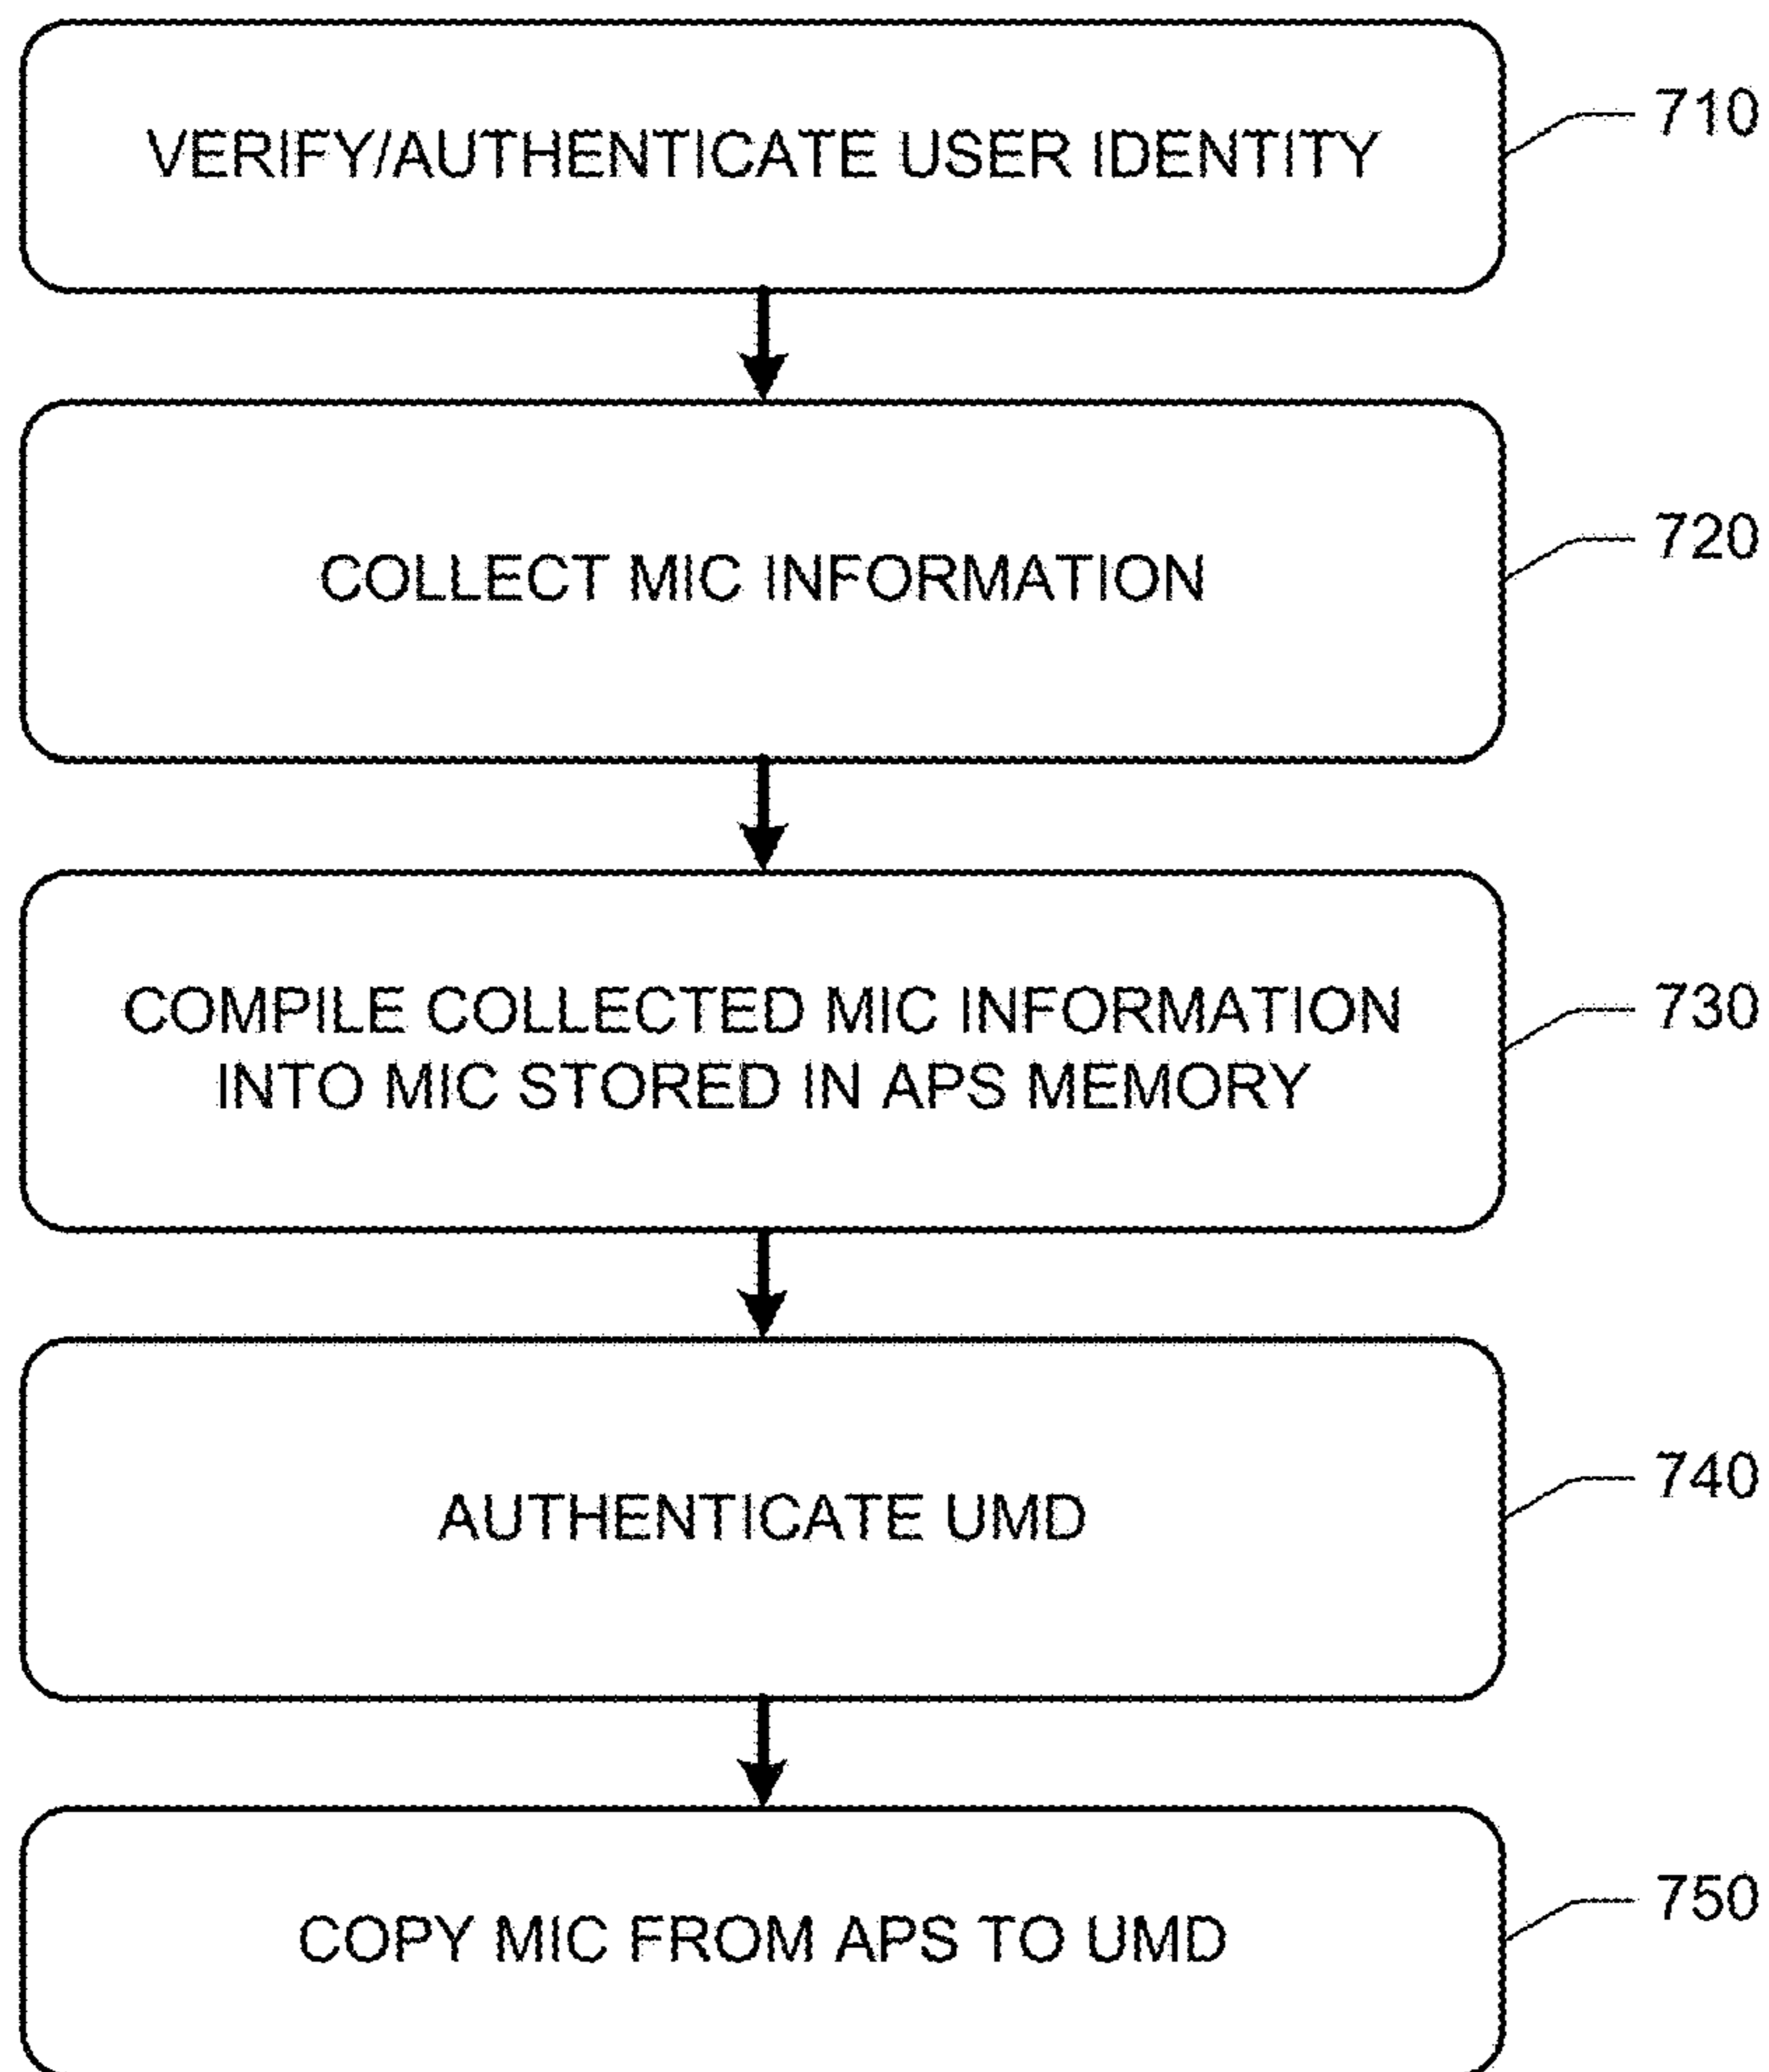 VERIFY/AUTHENTICATE USER IDENTITY
710
COLLECT MIC INFORMATION
720
COMPILE COLLECTED MIC INFORMATION
INTO MIC STORED IN APS MEMORY
730
AUTHENTICATE UMD
740
COPY MIC FROM APS TO UMD
750